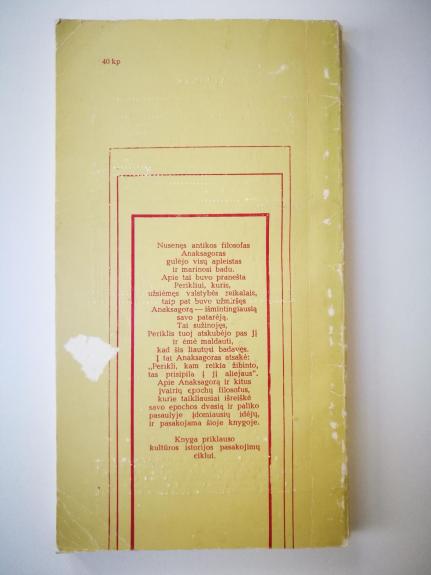 40 kp
Nusenęs antikos filosofas
Anaksagoras
gulėjo visų apleistas
ir marinosi badu.
Apie tai buvo pranešta
Perikliui, kuris,
užsiėmęs valstybės reikalais,
taip pat buvo užmiršęs
Anaksagorą — išmintingiausią
savo patarėją.
Tai sužinojęs,
Periklis tuoj atskubėjo pas jį
ir ėmė maldauti,
kad šis liautųsi badavęs.
Į tai Anaksagoras atsakė:
„Perikli, kam reikia žibinto,
tas prisipila į jį aliejaus“.
Apie Anaksagorą ir kitus
įvairių epochų filosofus,
kurie taikliausiai išreiškė
savo epochos dvasią ir paliko
pasaulyje įdomiausių idėjų,
ir pasakojama šioje knygoje.
Knyga priklauso
kultūros istorijos pasakojimų
ciklui.